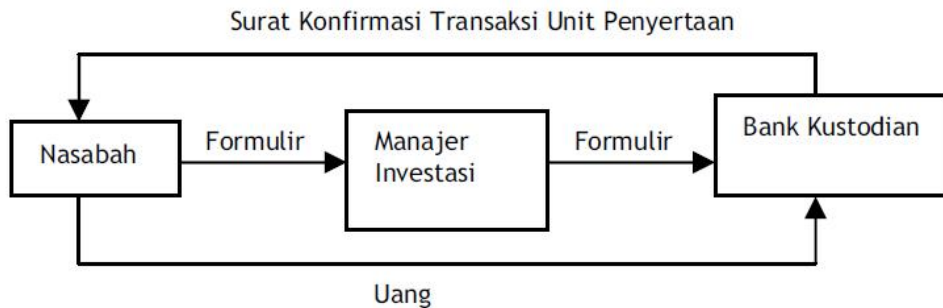 Surat Konfirmasi Transaksi Unit Penyertaan
Nasabah
Formulir
Manajer
Investasi
Formulir
Bank Kustodian
Uang